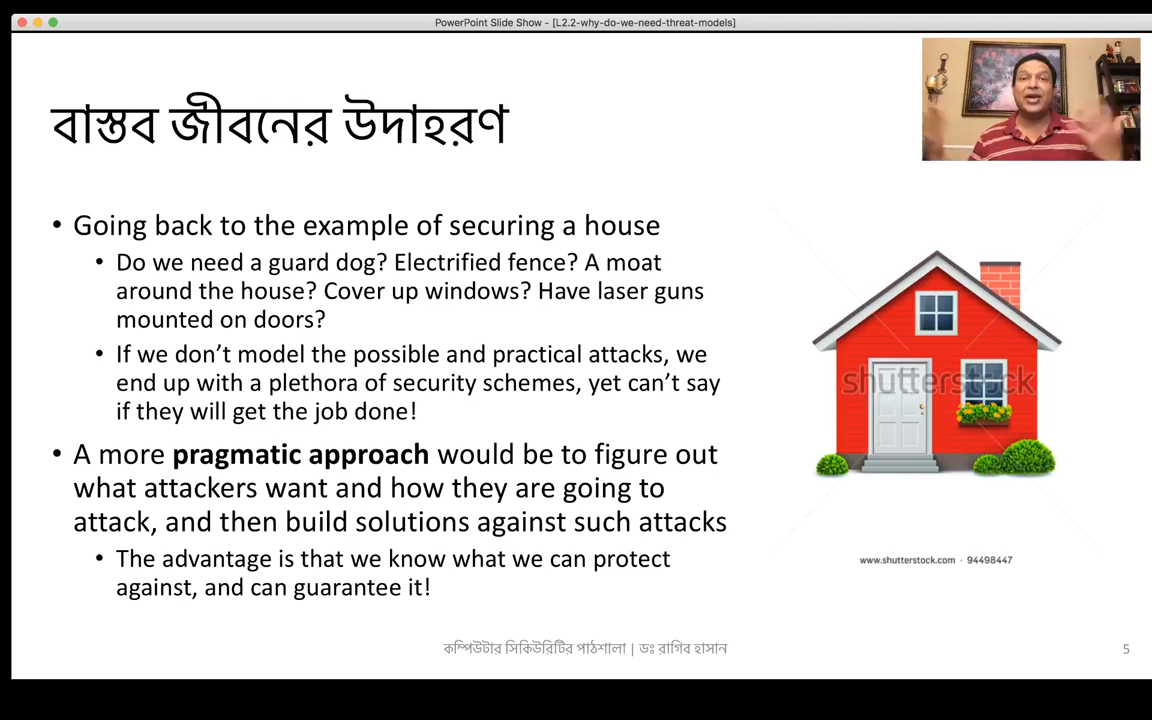 PowerPoint Slide Show - [L2.2-why-do-we-need-threat-models]
বাস্তব জীবনের উদাহরণ
• Going back to the example of securing a house
• Do we need a guard dog? Electrified fence? A moat
around the house? Cover up windows? Have laser guns
mounted on doors?
• If we don’t model the possible and practical attacks, we
end up with a plethora of security schemes, yet can’t say
if they will get the job done!
• A more pragmatic approach would be to figure out
what attackers want and how they are going to
attack, and then build solutions against such attacks
• The advantage is that we know what we can protect
against, and can guarantee it!
shutterstock
www.shutterstock.com · 94498447
কম্পিউটার সিকিউরিটির পাঠশালা | ডঃ রাগিব হাসান
5